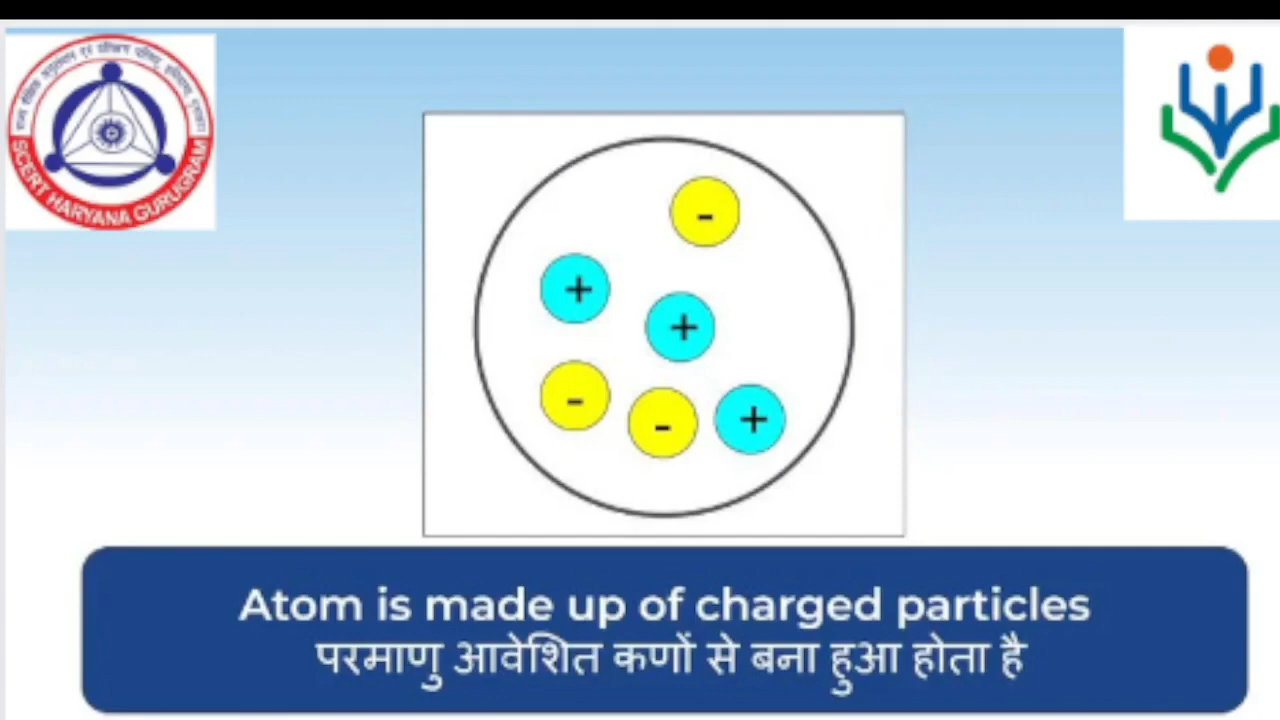 SCERT HARYANA GURUGRAM
-
+
+
-
-
+
Atom is made up of charged particles
परमाणु आवेशित कणों से बना हुआ होता है